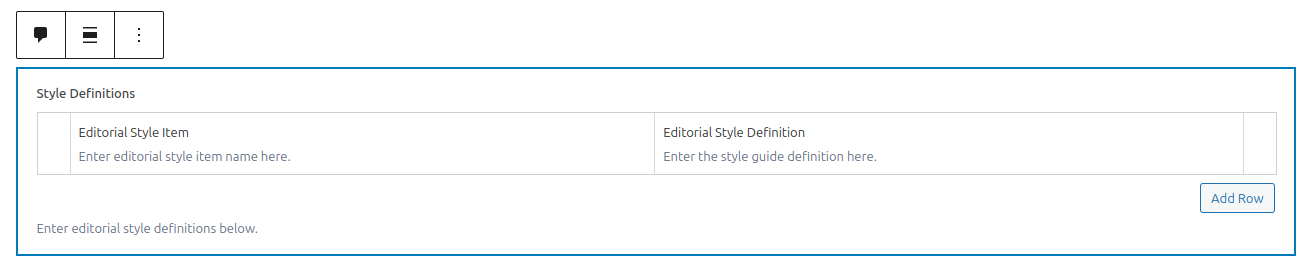 Style Definitions
Editorial Style Item
Editorial Style Definition
Enter editorial style item name here.
Enter the style guide definition here.
Add Row
Enter editorial style definitions below.